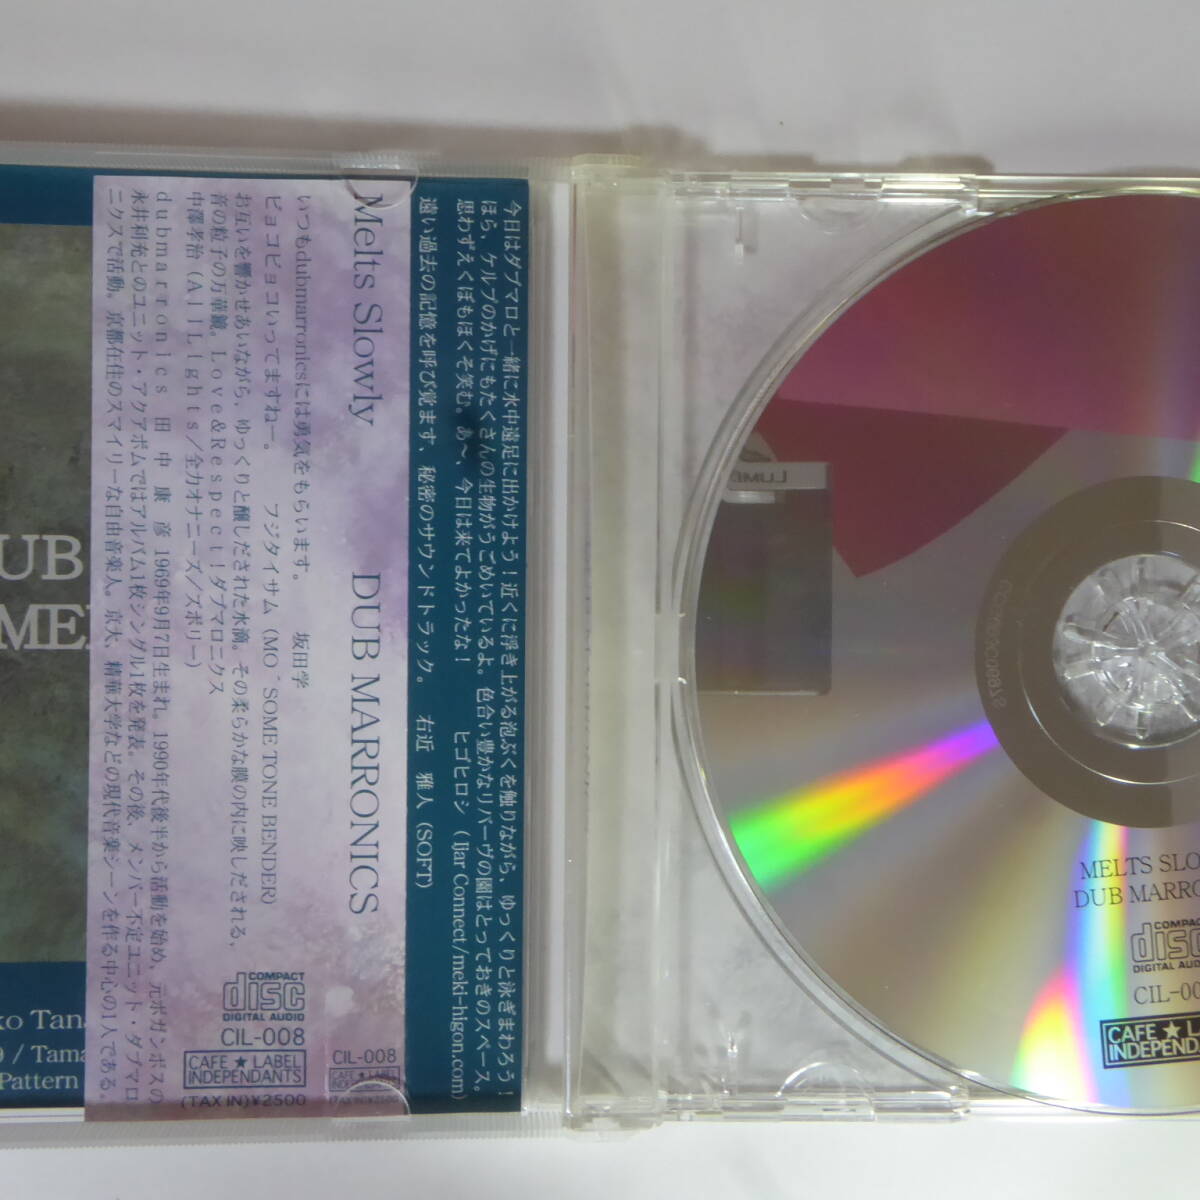 今日はダブマロと一緒に水中遠足に出かけよう！近くに浮き上がる泡ぶくを触りながら、ゆっくりと泳ぎまわろう！
ほら、ケルプのかげにもたくさんの生物がうごめいているよ。色合い豊かなリバーヴの園はとっておきのスペース。
思わずえくぼもほくそ笑む。あ〜、今日は来てよかったな！ ヒゴヒロシ（Ijar Connect/meki-higon.com）
遠い過去の記憶を呼び覚ます、秘密のサウンドトラック。 右近 雅人（SOFT）
Melts Slowly DUB MARRONICS
いつもdubmarronicsには勇気をもらいます。 坂田学
ピョコピョコいってますねー。 フジタイサム（MO`SOME TONE BENDER）
お互いを響かせあいながら、ゆっくりと醸しだされた水滴。その柔らかな膜の内に映しだされる、
音の粒子の万華鏡。Love&Respect！ダブマロニクス
中澤孝治（AllLights/全力オナニーズ/ズボリー）
dubmarronics 田中康彦 1969年9月7日生まれ。1990年代後半から活動を始め、元ボガンボスの
永井利充とのユニット・アクアボムではアルバム1枚シングル1枚を発表。その後、メンバー不定ユニット・ダブマロ
ニクスで活動。京都在住のスマイリーな自由音楽人。京大、精華大学などの現代音楽シーンを作る中心の1人である。
COMPACT
disc
DIGITAL AUDIO
CIL-008
CAFE★LABEL
INDEPENDANTS
(TAX IN)¥2500
CIL-008
CAFE★LABEL
INDEPENDANTS
(TAX IN)¥2500
UB
ME
ko Tana
/ Tama
Pattern
MELTS SLO
DUB MARRO
COMPACT
disc
DIGITAL AUDIO
CIL-00
CAFE★L
INDEPENDAN